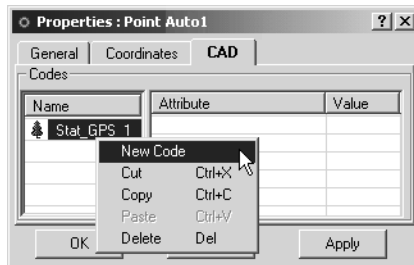 Properties : Point Auto1
General Coordinates CAD
Codes
Name Attribute Value
Stat_GPS_1
New Code
Cut Ctrl+X
Copy Ctrl+C
Paste Ctrl+V
Delete Del
OK Apply